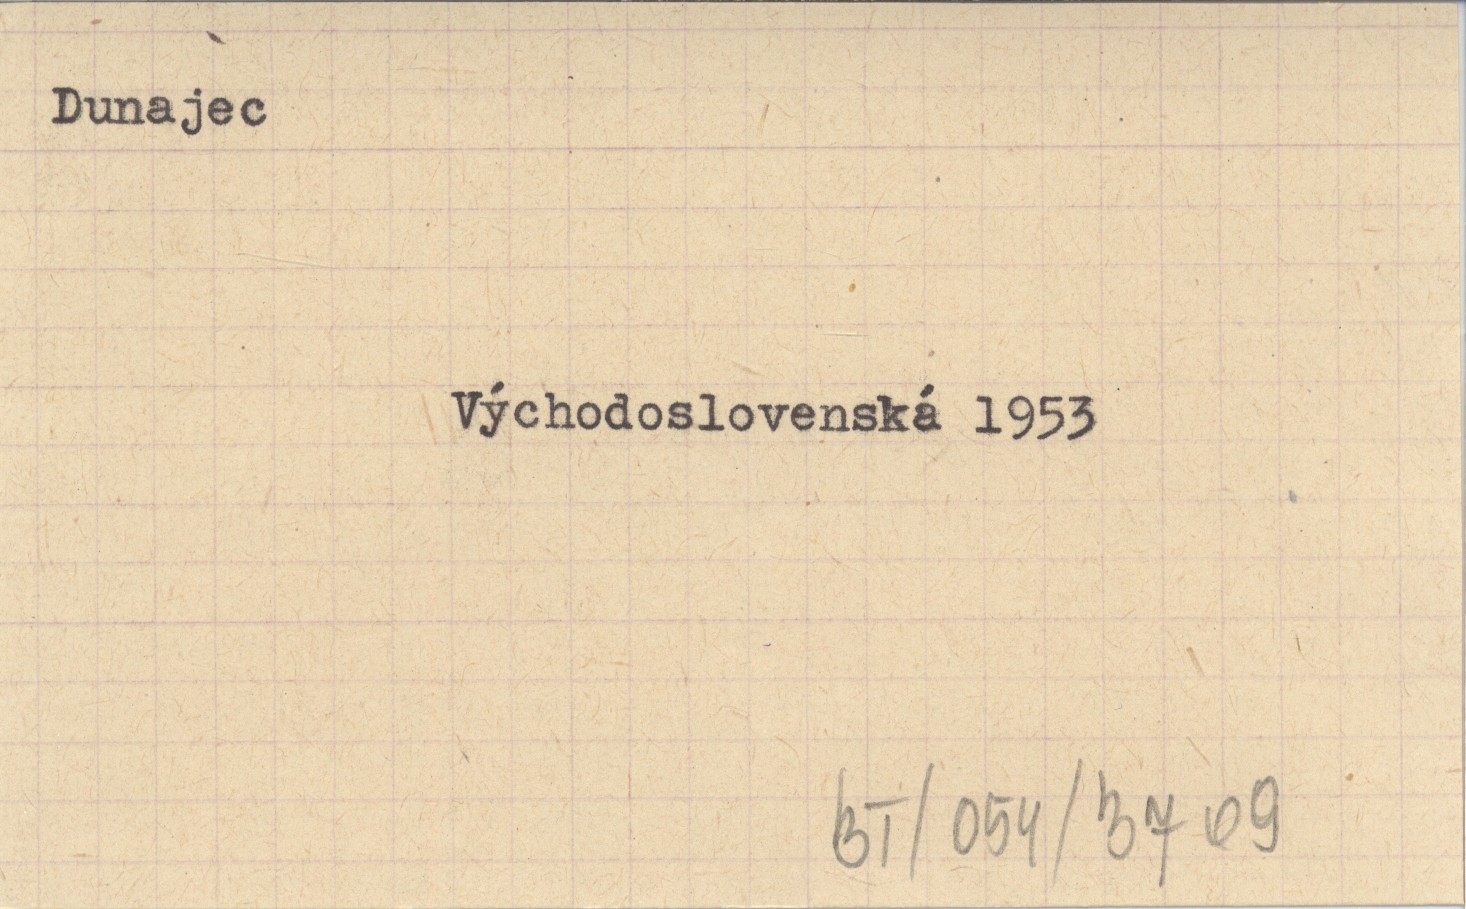 Dunajec
Východoslovenská 1953
BT/054/3709